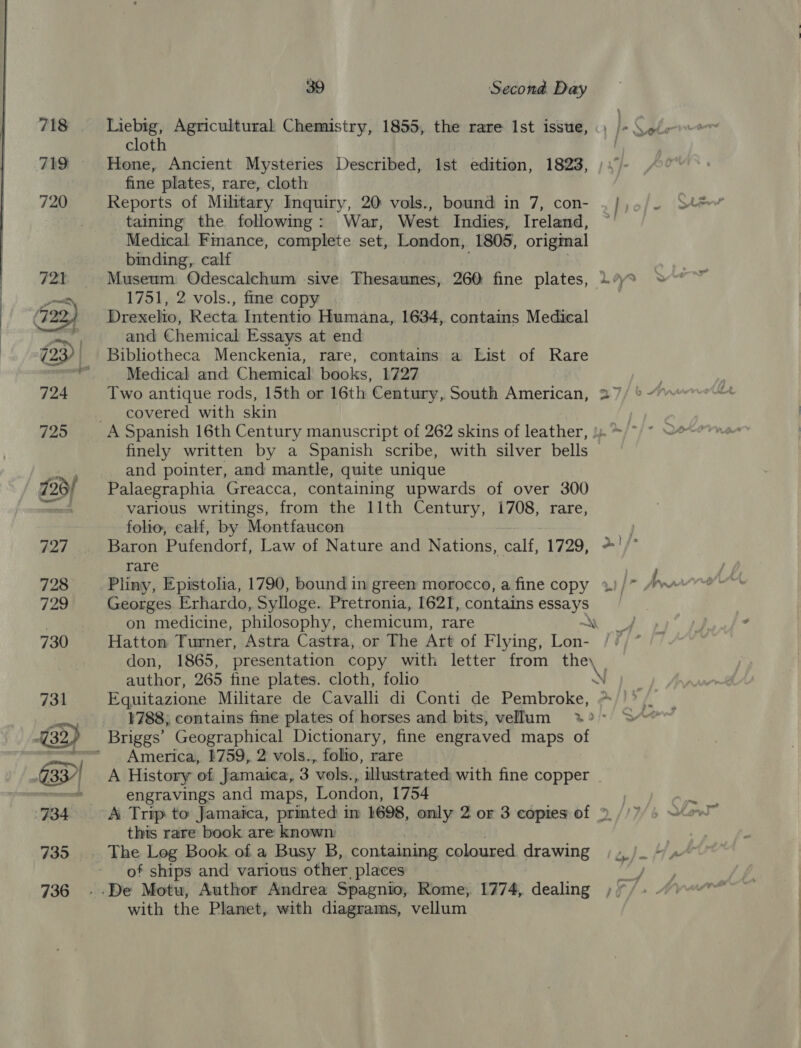 39 Second Day
718 Liebig, Agricultural Chemistry, 1855, the rare 1st issue,
cloth
719 Hone, Ancient Mysteries Described, 1st edition, 1823,
fine plates, rare, cloth
720 Reports of Military Inquiry, 20 vols., bound in 7, con-
taining the following: War, West Indies, Ireland,
Medical Finance, complete set, London, 1805, original
binding, calf
721 Museum Odescalchum sive Thesaunes, 260 fine plates,
1751, 2 vols., fine copy
722 Drexelio, Recta Intentio Humana, 1634, contains Medical
and Chemical Essays at end
723 Bibliotheca Menckenia, rare, contains a List of Rare
Medical and Chemical books, 1727
724 Two antique rods, 15th or 16th Century, South American,
covered with skin
725 A Spanish 16th Century manuscript of 262 skins of leather,
finely written by a Spanish scribe, with silver bells
and pointer, and mantle, quite unique
726 Palaegraphia Greacca, containing upwards of over 300
various writings, from the 11th Century, 1708, rare,
folio, calf, by Montfaucon
727 Baron Pufendorf, Law of Nature and Nations, calf, 1729,
rare
728 Pliny, Epistolia, 1790, bound in green morocco, a fine copy
729 Georges Erhardo, Sylloge. Pretronia, 1621, contains essays
on medicine, philosophy, chemicum, rare
730 Hatton Turner, Astra Castra, or The Art of Flying, Lon-
don, 1865, presentation copy with letter from the
author, 265 fine plates. cloth, folio
731 Equitazione Militare de Cavalli di Conti de Pembroke,
1788, contains fine plates of horses and bits, vellum
732 Briggs' Geographical Dictionary, fine engraved maps of
America, 1759, 2 vols., folio, rare
733 A History of Jamaica, 3 vols., illustrated with fine copper
engravings and maps, London, 1754
734 A Trip to Jamaica, printed in 1698, only 2 or 3 copies of
this rare book are known
735 The Log Book of a Busy B, containing coloured drawing
of ships and various other places
736 De Motu, Author Andrea Spagnio, Rome, 1774, dealing
with the Planet, with diagrams, vellum